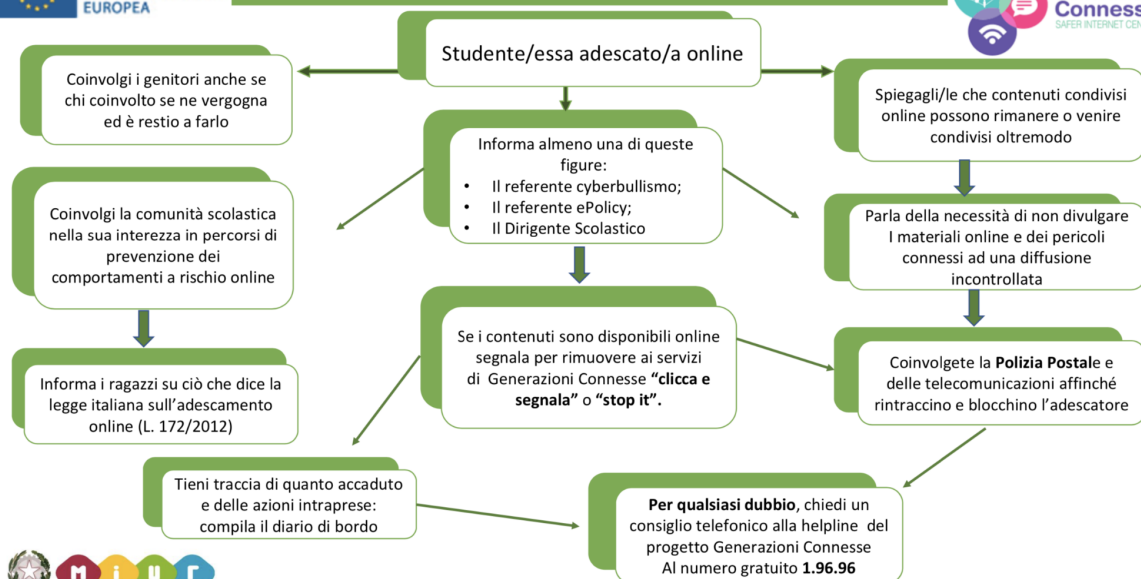 EUROPEA
Conness
SAFER INTERNET CEN
Studente/essa adescato/a online
Coinvolgi i genitori anche se
chi coinvolto se ne vergogna
ed è restio a farlo
Informa almeno una di queste
figure:
• Il referente cyberbullismo;
• Il referente ePolicy;
• Il Dirigente Scolastico
Spiegagli/le che contenuti condivisi
online possono rimanere o venire
condivisi oltremodo
Coinvolgi la comunità scolastica
nella sua interezza in percorsi di
prevenzione dei
comportamenti a rischio online
Parla della necessità di non divulgare
I materiali online e dei pericoli
connessi ad una diffusione
incontrollata
Se i contenuti sono disponibili online
segnala per rimuovere ai servizi
di Generazioni Connesse “clicca e
segnala” o “stop it”.
Informa i ragazzi su ciò che dice la
legge italiana sull’adescamento
online (L. 172/2012)
Coinvolgete la Polizia Postale e
delle telecomunicazioni affinché
rintraccino e blocchino l’adescatore
Tieni traccia di quanto accaduto
e delle azioni intraprese:
compila il diario di bordo
Per qualsiasi dubbio, chiedi un
consiglio telefonico alla helpline del
progetto Generazioni Connesse
Al numero gratuito 1.96.96
M i u r